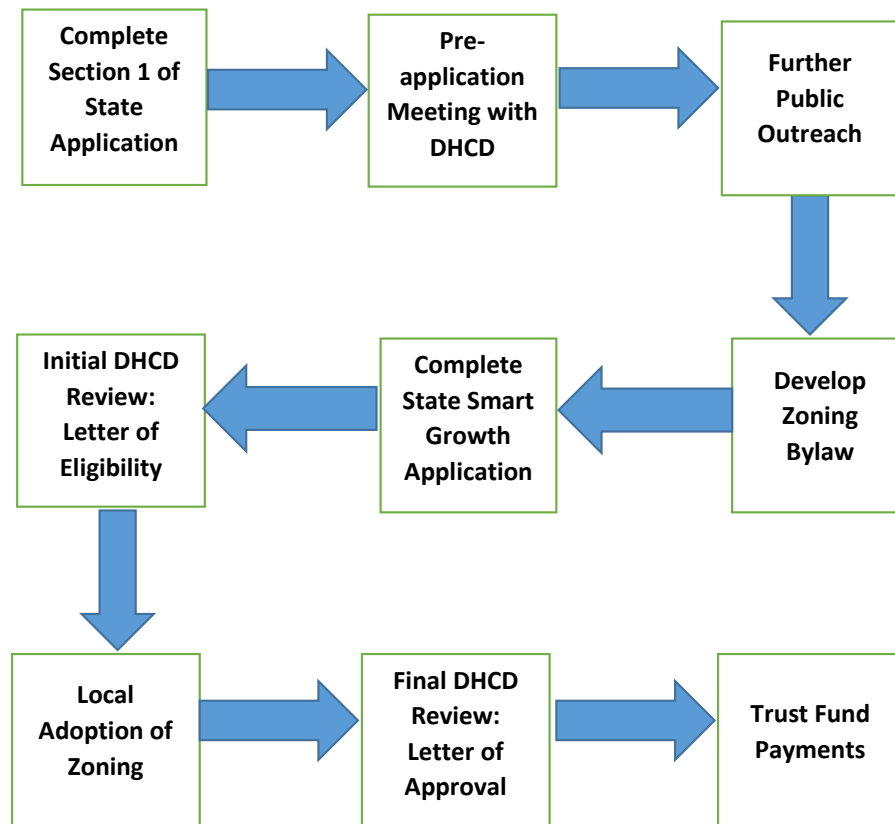 Complete
Section 1 of
State
Application
Pre-
application
Meeting with
DHCD
Further
Public
Outreach
Develop
Zoning
Bylaw
Complete
State Smart
Growth
Application
Initial DHCD
Review:
Letter of
Eligibility
Local
Adoption of
Zoning
Final DHCD
Review:
Letter of
Approval
Trust Fund
Payments